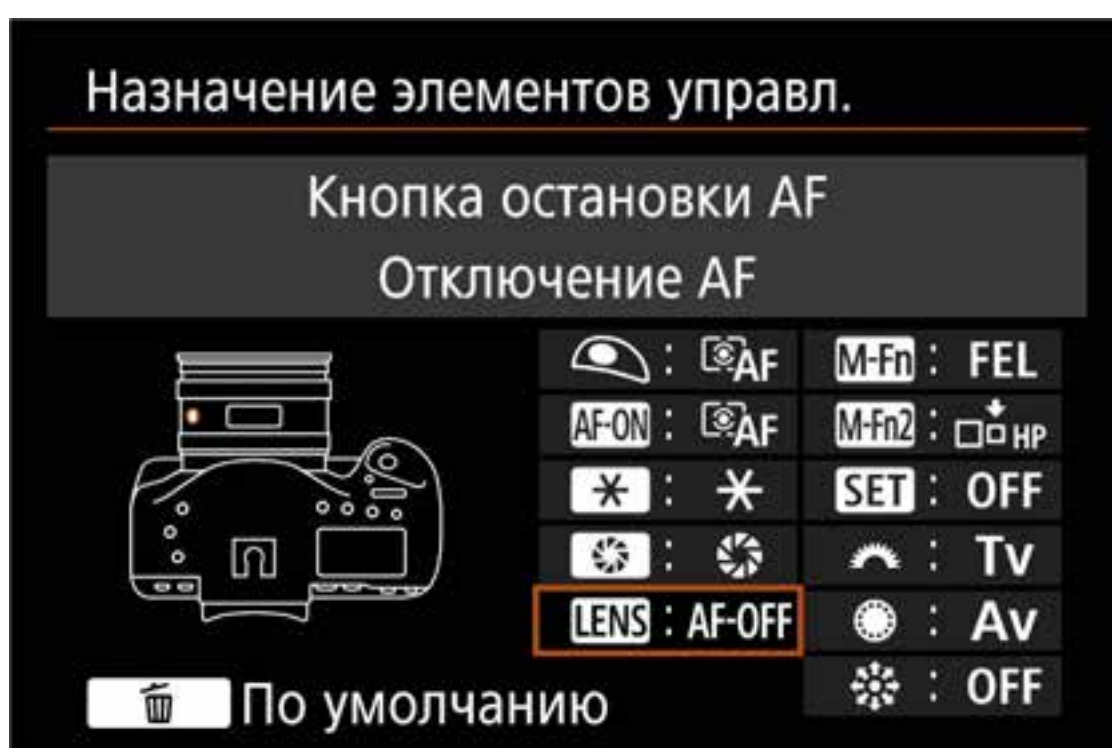 Назначение элементов управл.
Кнопка остановки AF
Отключение AF
: AF M-Fn : FEL
AF-ON : AF M-Fn2 : HP
: SET : OFF
: : Tv
LENS : AF-OFF : Av
: OFF
По умолчанию